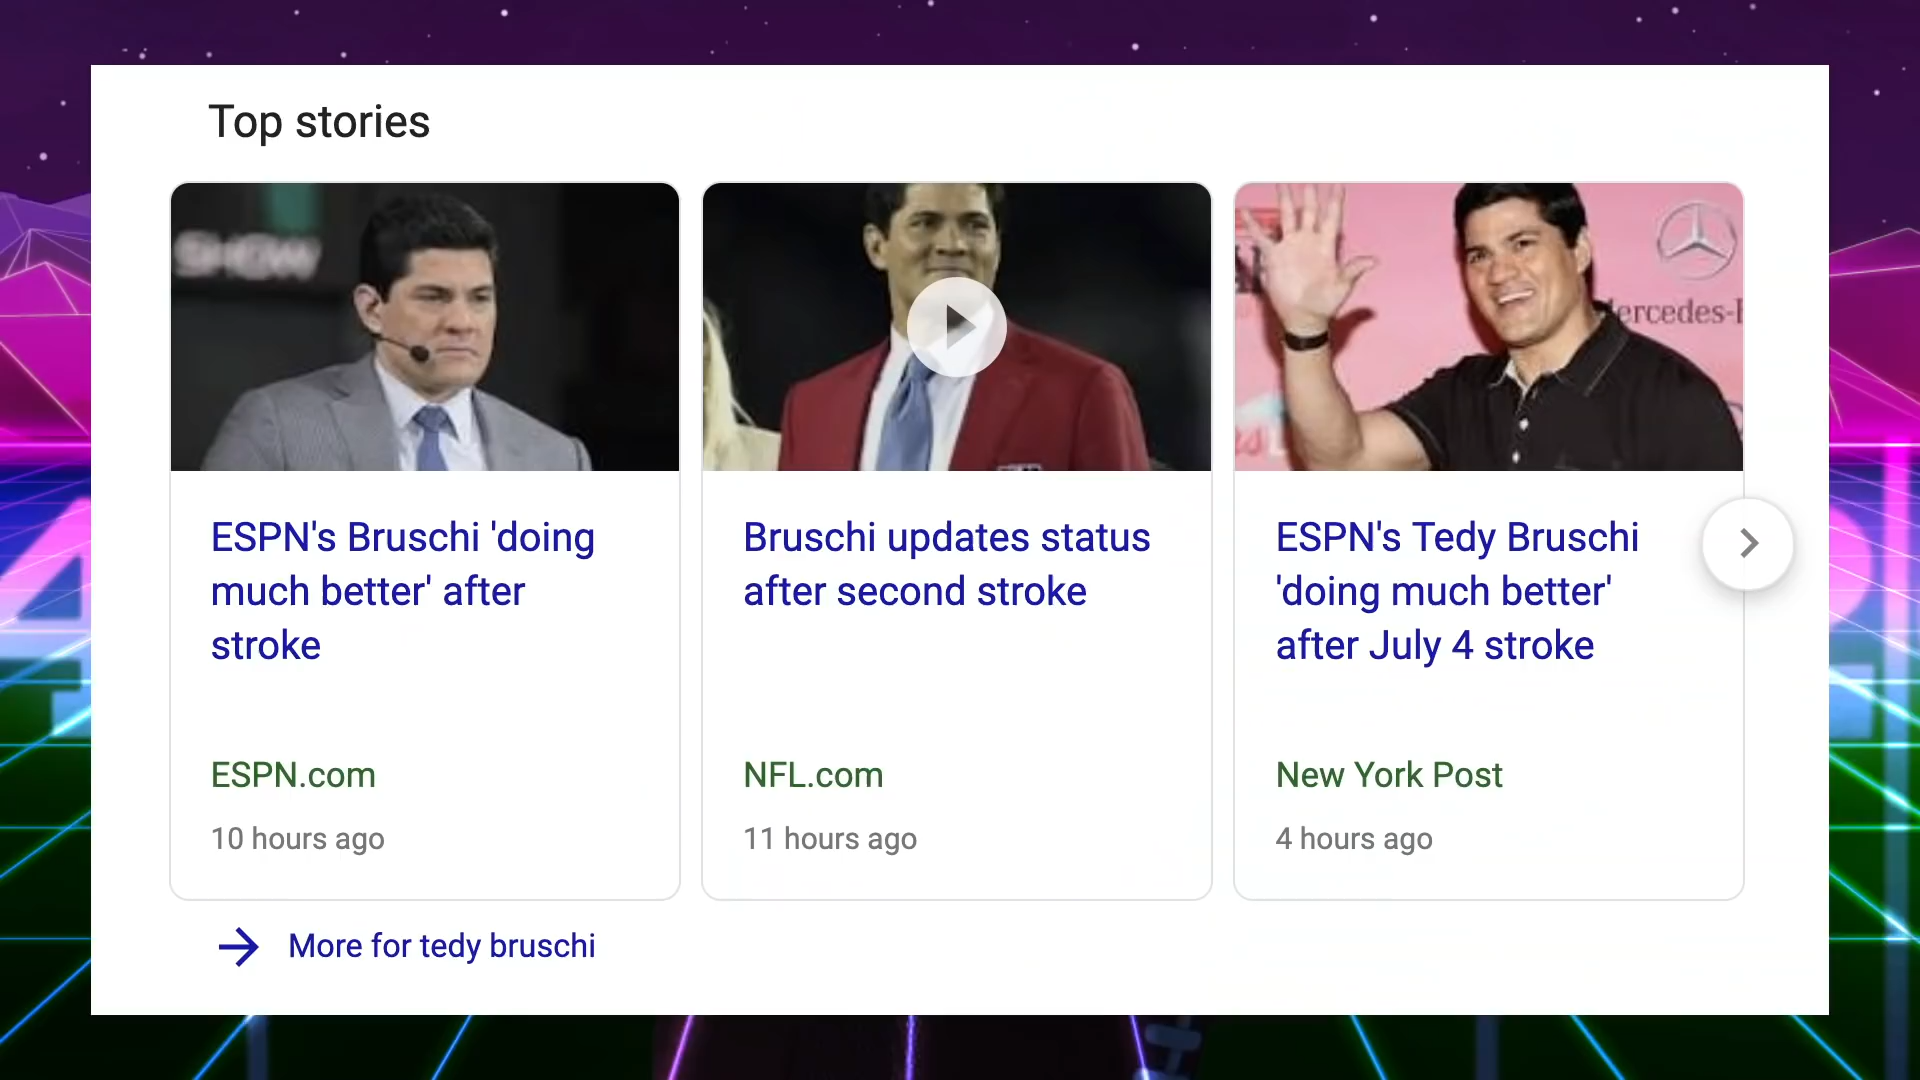 Top stories
SHOW
ercedes-
ESPN's Bruschi 'doing
much better' after
stroke
Bruschi updates status
after second stroke
ESPN's Tedy Bruschi
'doing much better'
after July 4 stroke
ESPN.com
NFL.com
New York Post
10 hours ago
11 hours ago
4 hours ago
More for tedy bruschi